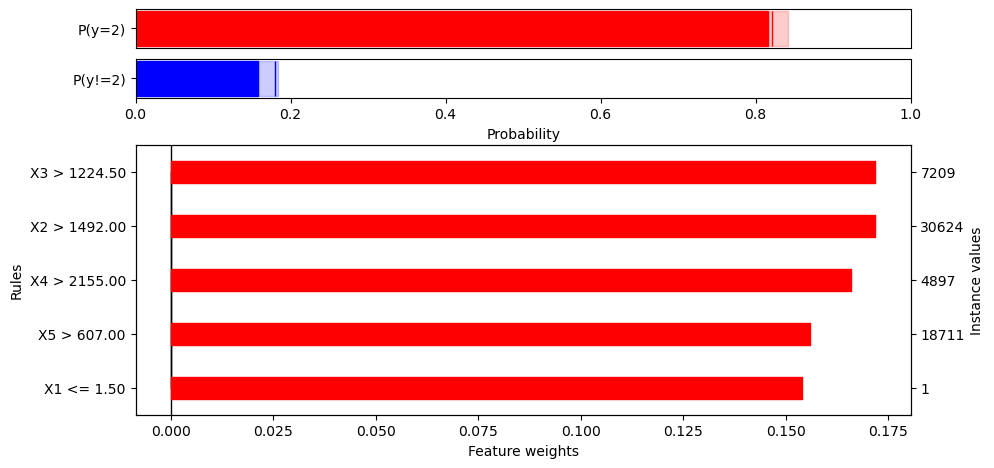 P(y=2)
P(y!=2)
0.0 0.2 0.4 0.6 0.8 1.0
Probability
X3 > 1224.50 7209
X2 > 1492.00 30624
X4 > 2155.00 4897
X5 > 607.00 18711
X1 <= 1.50 1
Rules
Instance values
0.000 0.025 0.050 0.075 0.100 0.125 0.150 0.175
Feature weights